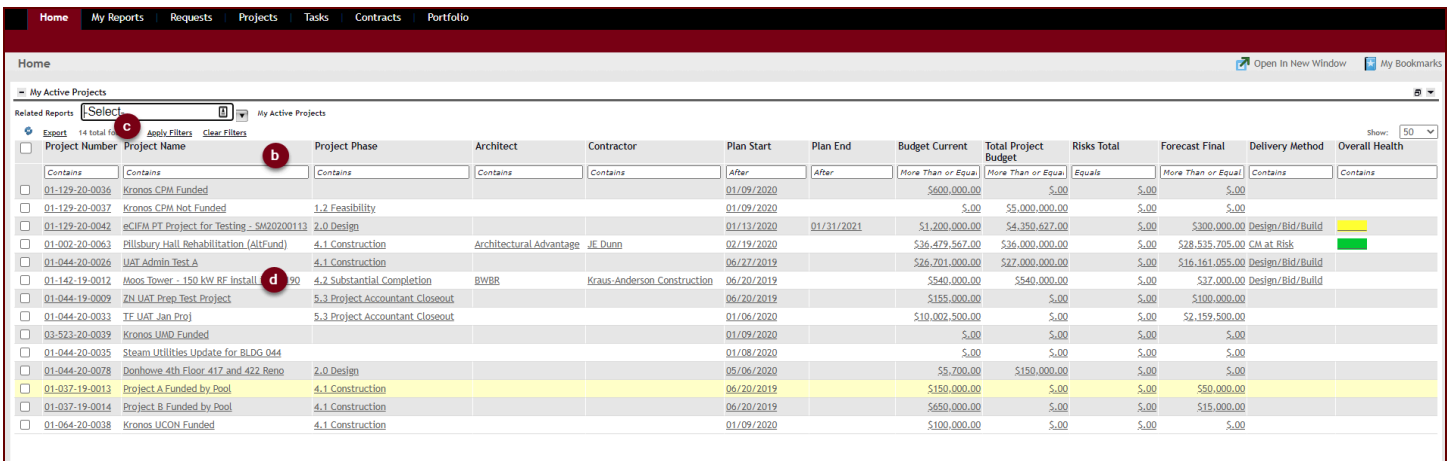 Home My Reports Requests Projects Tasks Contracts Portfolio
Home Open In New Window My Bookmarks
My Active Projects
Related Reports -Select- My Active Projects
c
Export 14 total Apply Filters Clear Filters Show: 50
Project Number Project Name Project Phase Architect Contractor Plan Start Plan End Budget Current Total Project Budget Risks Total Forecast Final Delivery Method Overall Health
b
Contains Contains Contains Contains Contains After After More Than or Equal More Than or Equal Equals More Than or Equal Contains Contains
01-129-20-0036 Kronos CPM Funded 01/09/2020 $600,000.00 $.00 $.00 $.00
01-129-20-0037 Kronos CPM Not Funded 1.2 Feasibility 01/09/2020 $.00 $5,000,000.00 $.00 $.00
01-129-20-0042 eCIFM PT Project for Testing - SM20200113 2.0 Design 01/13/2020 01/31/2021 $1,200,000.00 $4,350,627.00 $.00 $300,000.00 Design/Bid/Build
01-002-20-0063 Pillsbury Hall Rehabilitation (AltFund) 4.1 Construction Architectural Advantage JE Dunn 02/19/2020 $36,479,567.00 $36,000,000.00 $.00 $28,535,705.00 CM at Risk
01-044-20-0026 UAT Admin Test A 4.1 Construction 06/27/2019 $26,701,000.00 $27,000,000.00 $.00 $16,161,055.00 Design/Bid/Build
01-142-19-0012 Moos Tower - 150 kW RF install d 90 4.2 Substantial Completion BWBR Kraus-Anderson Construction 06/20/2019 $540,000.00 $540,000.00 $.00 $37,000.00 Design/Bid/Build
01-044-19-0009 ZN UAT Prep Test Project 5.3 Project Accountant Closeout 06/20/2019 $155,000.00 $.00 $.00 $100,000.00
01-044-20-0033 TF UAT Jan Proj 5.3 Project Accountant Closeout 01/06/2020 $10,002,500.00 $.00 $.00 $2,159,500.00
03-523-20-0039 Kronos UMD Funded 01/09/2020 $.00 $.00 $.00 $.00
01-044-20-0035 Steam Utilities Update for BLDG 044 01/08/2020 $.00 $.00 $.00 $.00
01-044-20-0078 Donhowe 4th Floor 417 and 422 Reno 2.0 Design 05/06/2020 $5,700.00 $150,000.00 $.00 $.00
01-037-19-0013 Project A Funded by Pool 4.1 Construction 06/20/2019 $150,000.00 $.00 $.00 $50,000.00
01-037-19-0014 Project B Funded by Pool 4.1 Construction 06/20/2019 $650,000.00 $.00 $.00 $15,000.00
01-064-20-0038 Kronos UCON Funded 4.1 Construction 01/09/2020 $100,000.00 $.00 $.00 $.00